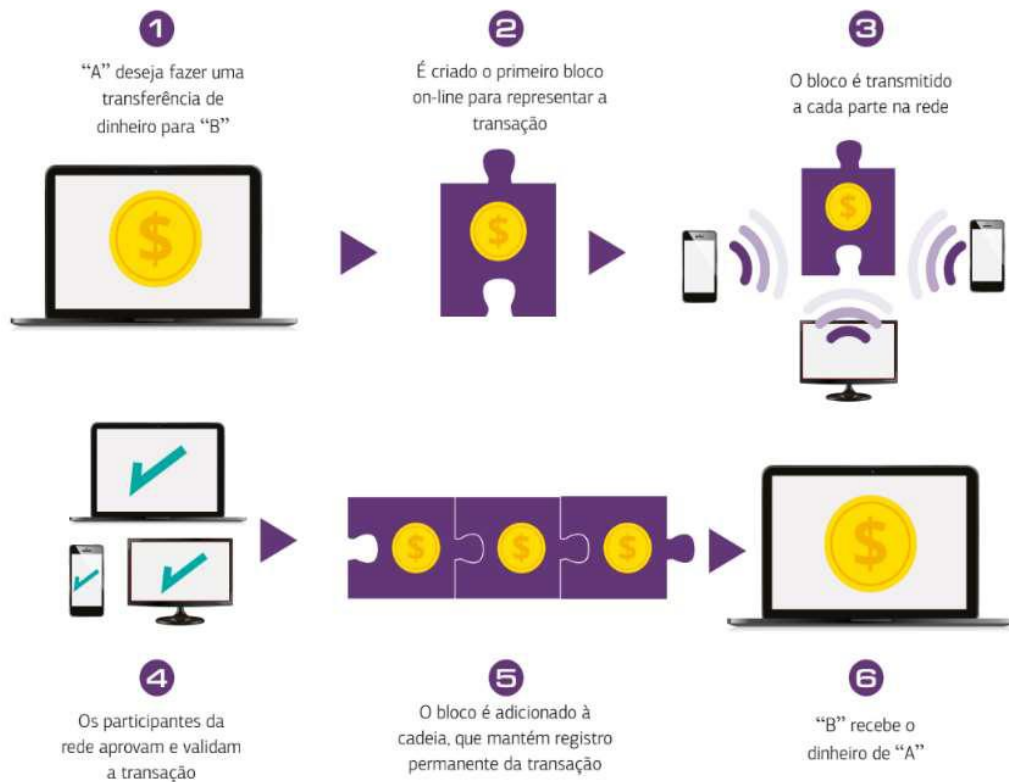 1
“A” deseja fazer uma
transferência de
dinheiro para “B”
2
É criado o primeiro bloco
on-line para representar a
transação
3
O bloco é transmitido
a cada parte na rede
$
$
$
$
$
$
$
4
Os participantes da
rede aprovam e validam
a transação
5
O bloco é adicionado à
cadeia, que mantém registro
permanente da transação
6
“B” recebe o
dinheiro de “A”